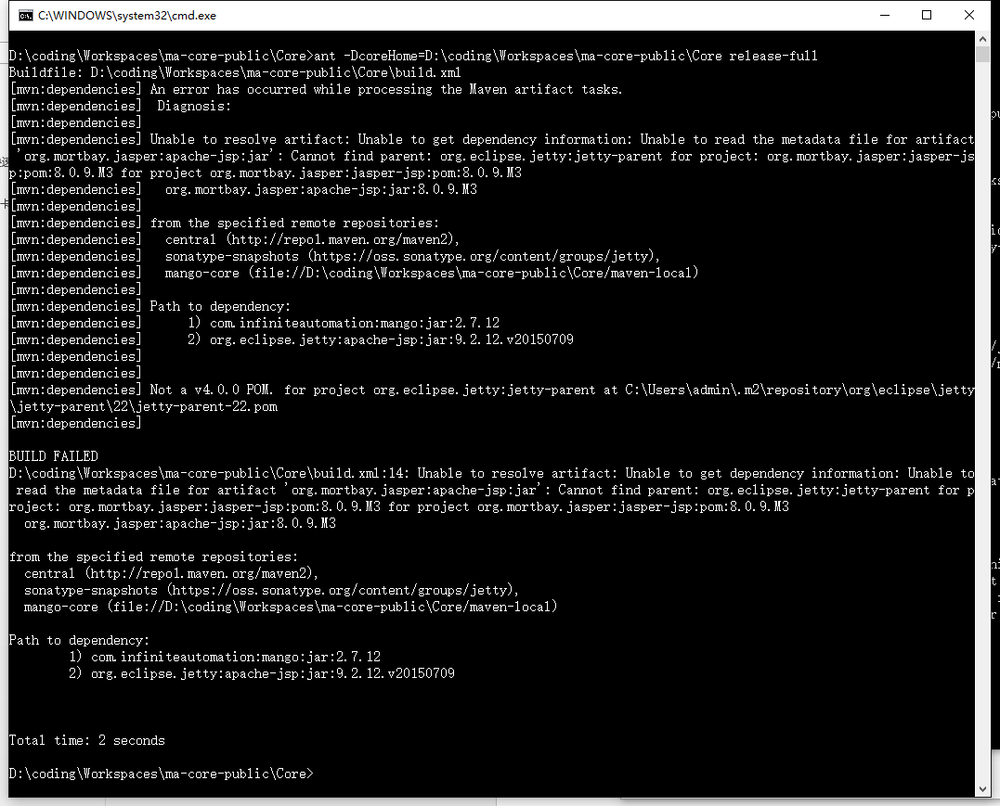 C:\WINDOWS\system32\cmd.exe
D:\coding\Workspaces\ma-core-public\Core>ant -DcoreHome=D:\coding\Workspaces\ma-core-public\Core release-full
Buildfile: D:\coding\Workspaces\ma-core-public\Core\build.xml
[mvn:dependencies] An error has occurred while processing the Maven artifact tasks.
[mvn:dependencies]  Diagnosis:
[mvn:dependencies]
[mvn:dependencies] Unable to resolve artifact: Unable to get dependency information: Unable to read the metadata file for artifact
 'org.mortbay.jasper:apache-jsp:jar': Cannot find parent: org.eclipse.jetty:jetty-parent for project: org.mortbay.jasper:jasper-js
p:pom:8.0.9.M3 for project org.mortbay.jasper:jasper-jsp:pom:8.0.9.M3
[mvn:dependencies]   org.mortbay.jasper:apache-jsp:jar:8.0.9.M3
[mvn:dependencies]
[mvn:dependencies] from the specified remote repositories:
[mvn:dependencies]   central (http://repo1.maven.org/maven2),
[mvn:dependencies]   sonatype-snapshots (https://oss.sonatype.org/content/groups/jetty),
[mvn:dependencies]   mango-core (file://D:\coding\Workspaces\ma-core-public\Core/maven-local)
[mvn:dependencies]
[mvn:dependencies] Path to dependency:
[mvn:dependencies]      1) com.infiniteautomation:mango:jar:2.7.12
[mvn:dependencies]      2) org.eclipse.jetty:apache-jsp:jar:9.2.12.v20150709
[mvn:dependencies]
[mvn:dependencies]
[mvn:dependencies] Not a v4.0.0 POM. for project org.eclipse.jetty:jetty-parent at C:\Users\admin\.m2\repository\org\eclipse\jetty
\jetty-parent\22\jetty-parent-22.pom
[mvn:dependencies]
BUILD FAILED
D:\coding\Workspaces\ma-core-public\Core\build.xml:14: Unable to resolve artifact: Unable to get dependency information: Unable to
 read the metadata file for artifact 'org.mortbay.jasper:apache-jsp:jar': Cannot find parent: org.eclipse.jetty:jetty-parent for p
roject: org.mortbay.jasper:jasper-jsp:pom:8.0.9.M3 for project org.mortbay.jasper:jasper-jsp:pom:8.0.9.M3
  org.mortbay.jasper:apache-jsp:jar:8.0.9.M3
from the specified remote repositories:
  central (http://repo1.maven.org/maven2),
  sonatype-snapshots (https://oss.sonatype.org/content/groups/jetty),
  mango-core (file://D:\coding\Workspaces\ma-core-public\Core/maven-local)
Path to dependency:
        1) com.infiniteautomation:mango:jar:2.7.12
        2) org.eclipse.jetty:apache-jsp:jar:9.2.12.v20150709
Total time: 2 seconds
D:\coding\Workspaces\ma-core-public\Core>